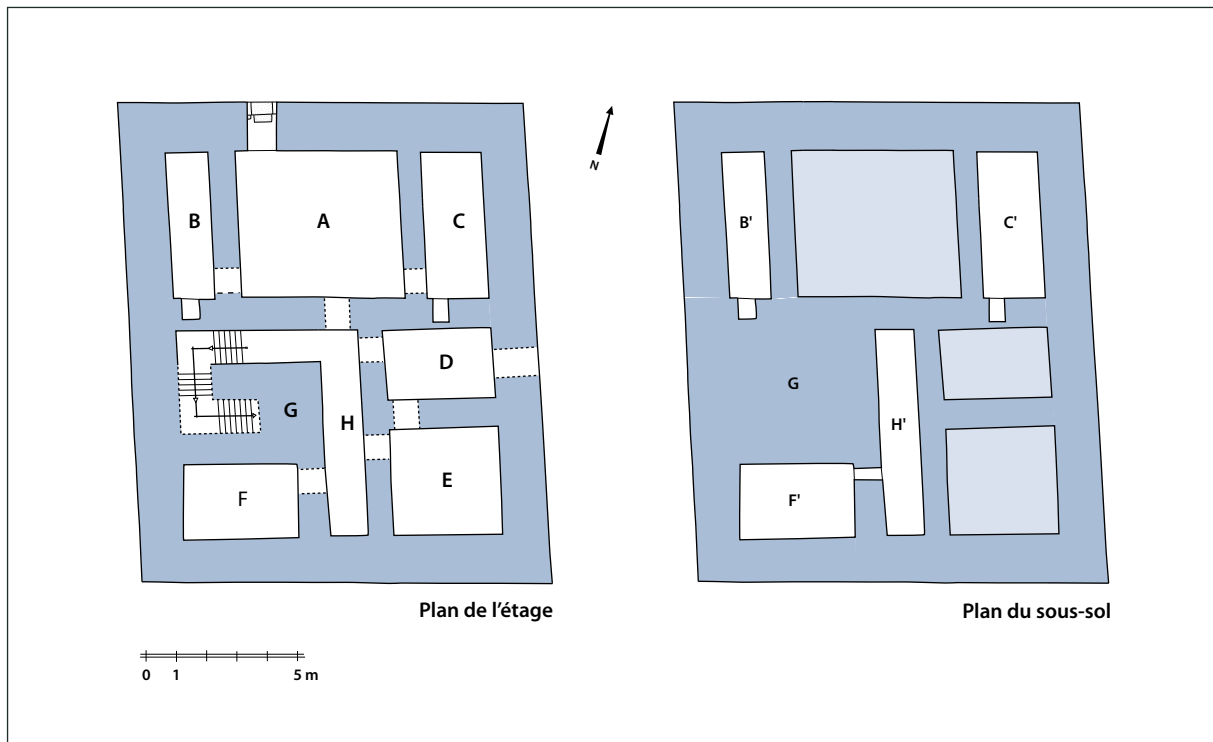 N
B
A
C
D
G
H
E
F
Plan de l’étage
0 1 5 m
B'
C'
G
H'
F'
Plan du sous-sol